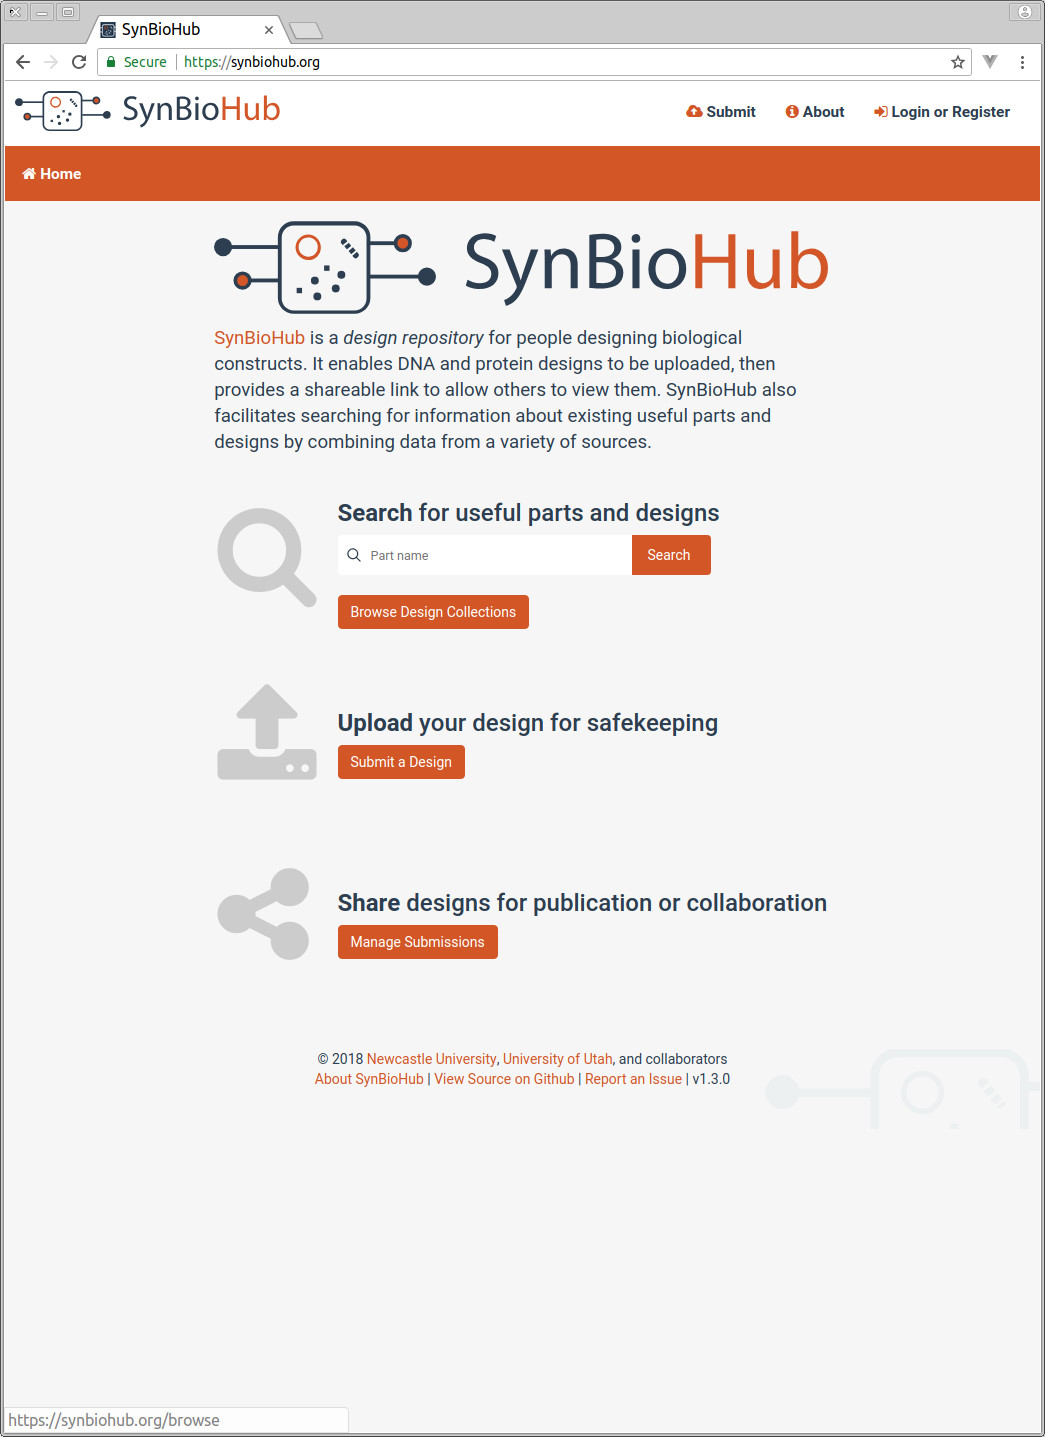 SynBioHub
Secure https://synbiohub.org
SynBioHub
Submit About Login or Register
Home
SynBioHub
SynBioHub is a design repository for people designing biological
constructs. It enables DNA and protein designs to be uploaded, then
provides a shareable link to allow others to view them. SynBioHub also
facilitates searching for information about existing useful parts and
designs by combining data from a variety of sources.
Search for useful parts and designs
Part name Search
Browse Design Collections
Upload your design for safekeeping
Submit a Design
Share designs for publication or collaboration
Manage Submissions
© 2018 Newcastle University, University of Utah, and collaborators
About SynBioHub | View Source on Github | Report an Issue | v1.3.0
https://synbiohub.org/browse